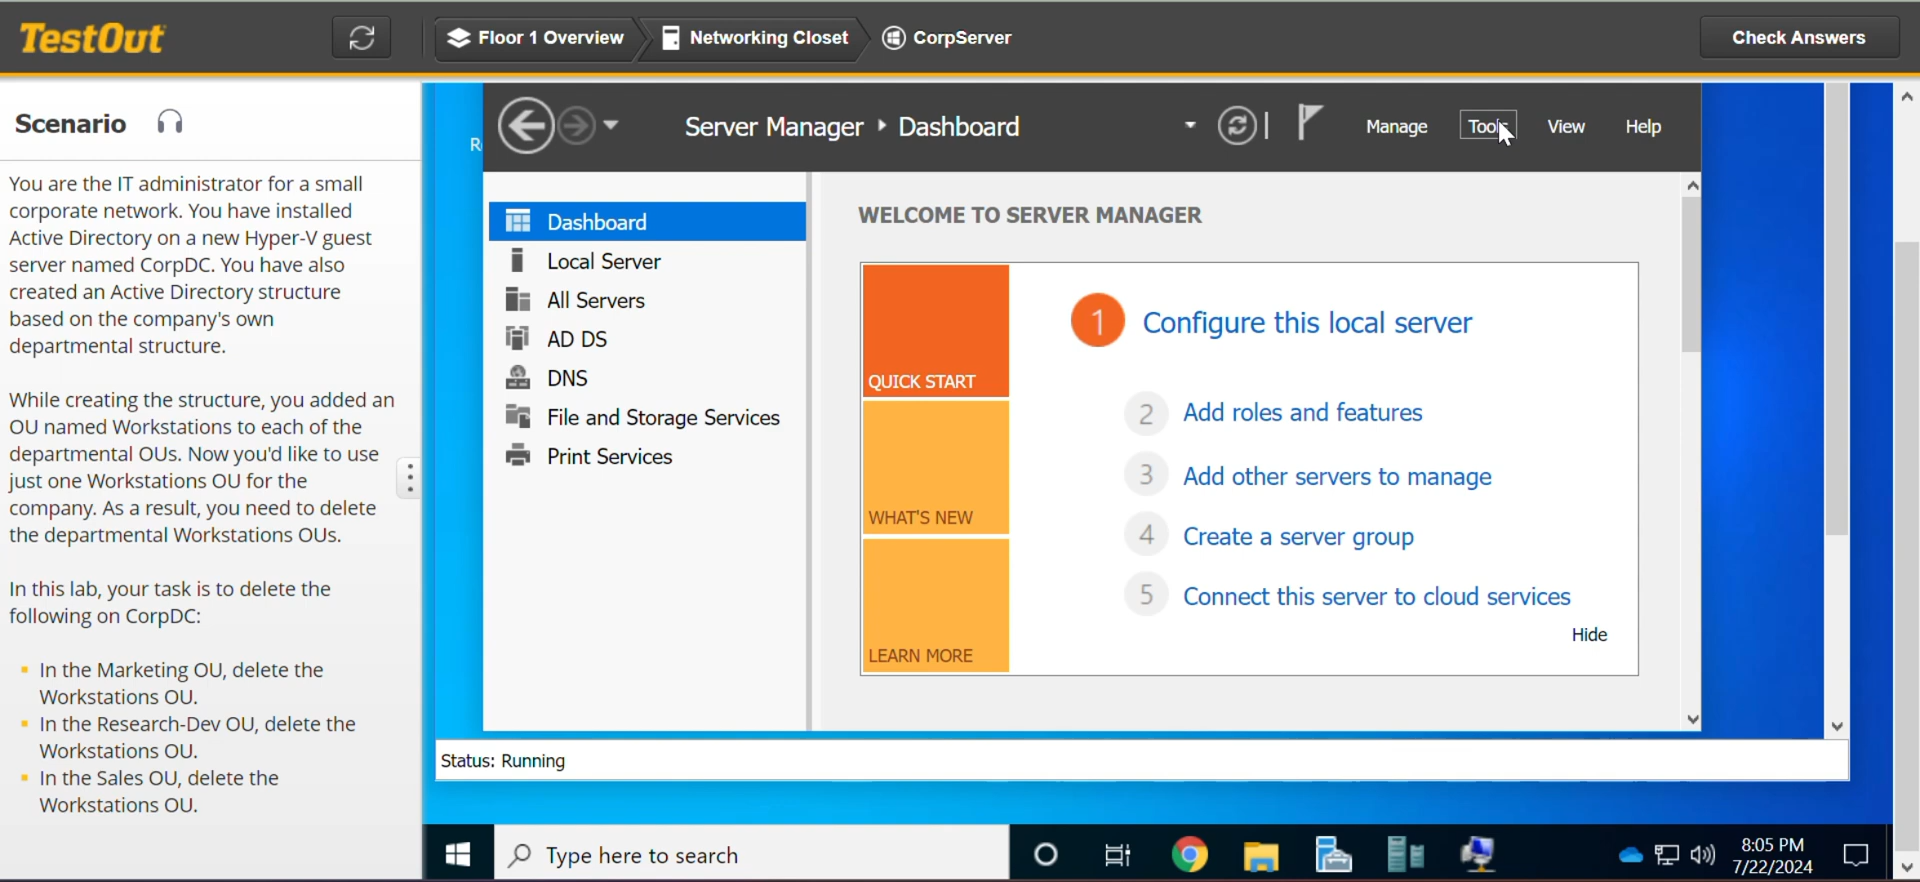 TestOut
Floor 1 Overview
Networking Closet
CorpServer
Check Answers
Scenario
You are the IT administrator for a small
corporate network. You have installed
Active Directory on a new Hyper-V guest
server named CorpDC. You have also
created an Active Directory structure
based on the company's own
departmental structure.
While creating the structure, you added an
OU named Workstations to each of the
departmental OUs. Now you'd like to use
just one Workstations OU for the
company. As a result, you need to delete
the departmental Workstations OUs.
In this lab, your task is to delete the
following on CorpDC:
In the Marketing OU, delete the
Workstations OU.
In the Research-Dev OU, delete the
Workstations OU.
In the Sales OU, delete the
Workstations OU.
Server Manager
Dashboard
Manage
Tools
View
Help
Dashboard
Local Server
All Servers
AD DS
DNS
File and Storage Services
Print Services
WELCOME TO SERVER MANAGER
QUICK START
WHAT'S NEW
LEARN MORE
1 Configure this local server
2 Add roles and features
3 Add other servers to manage
4 Create a server group
5 Connect this server to cloud services
Hide
Status: Running
Type here to search
8:05 PM
7/22/2024